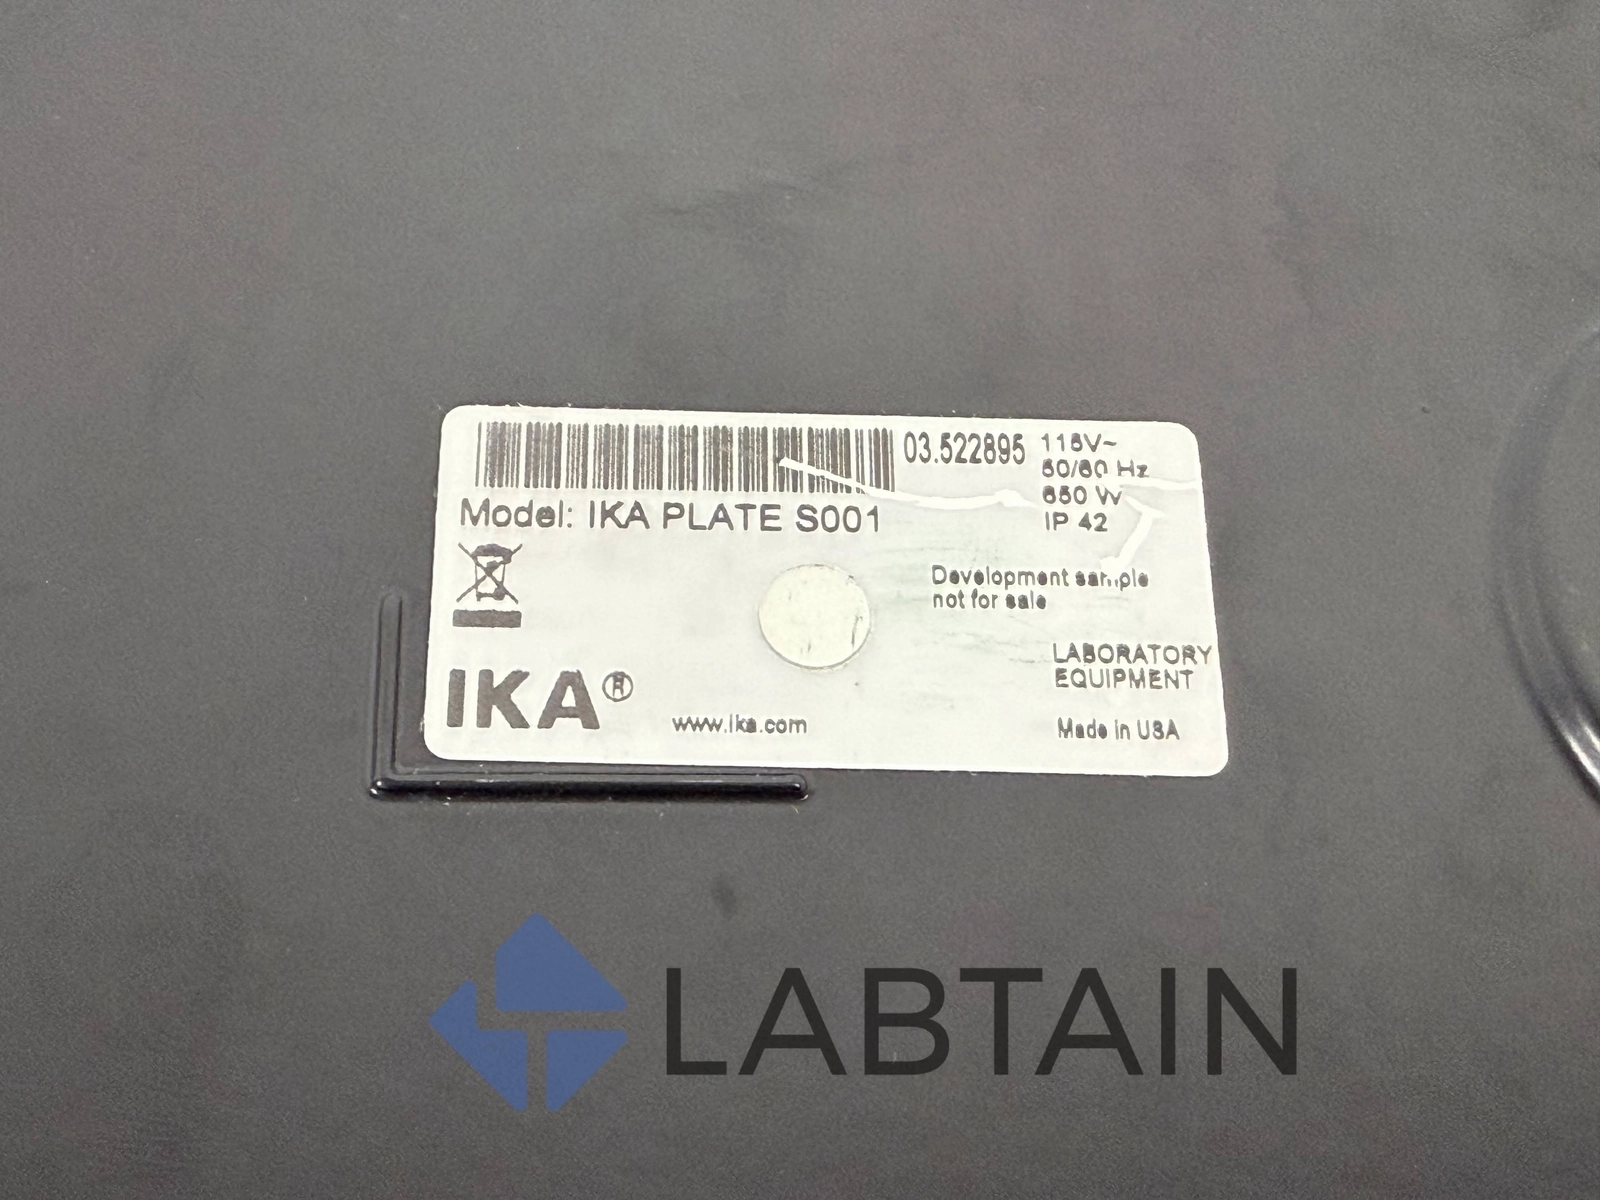 03.522895
115V~
50/60 Hz
650 W
IP 42
Model: IKA PLATE S001
Development sample
not for sale
LABORATORY
EQUIPMENT
IKA®
www.ika.com
Made in USA
LABTAIN